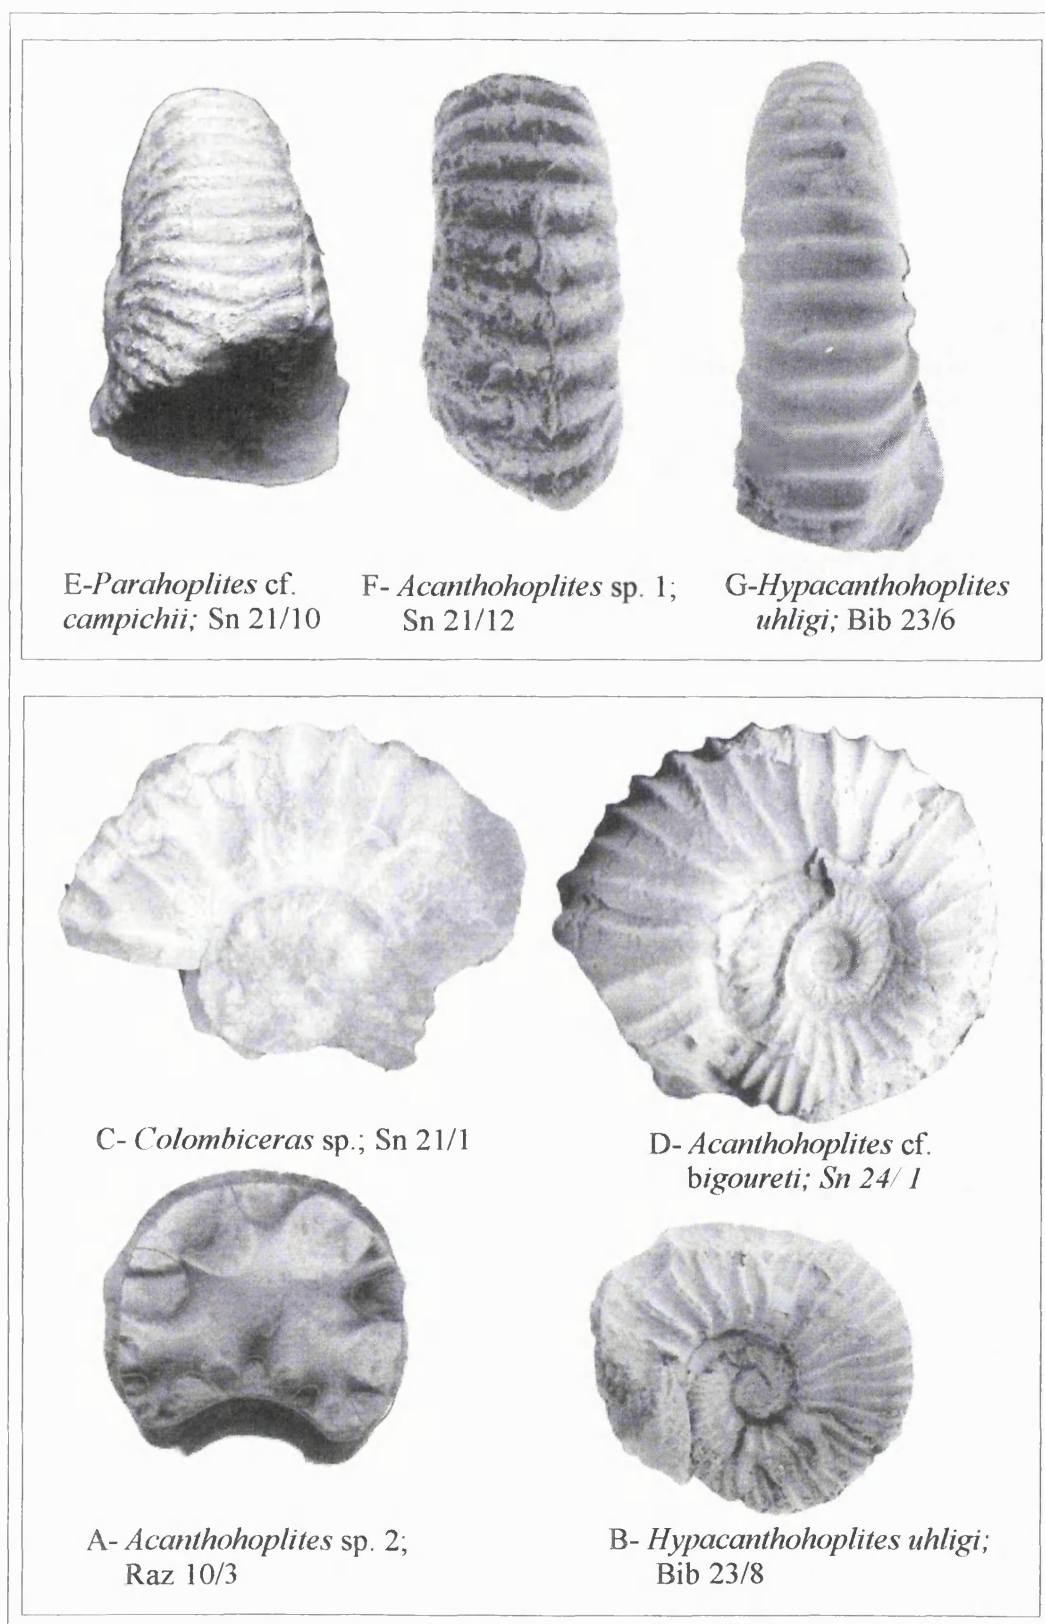 E-Parahoplites cf.
campichii; Sn 21/10
F- Acanthohoplites sp. 1;
Sn 21/12
G-Hypacanthohoplites
uhligi; Bib 23/6
C- Colombiceras sp.; Sn 21/1
D- Acanthohoplites cf.
bigoureti; Sn 24/ 1
A- Acanthohoplites sp. 2;
Raz 10/3
B- Hypacanthohoplites uhligi;
Bib 23/8